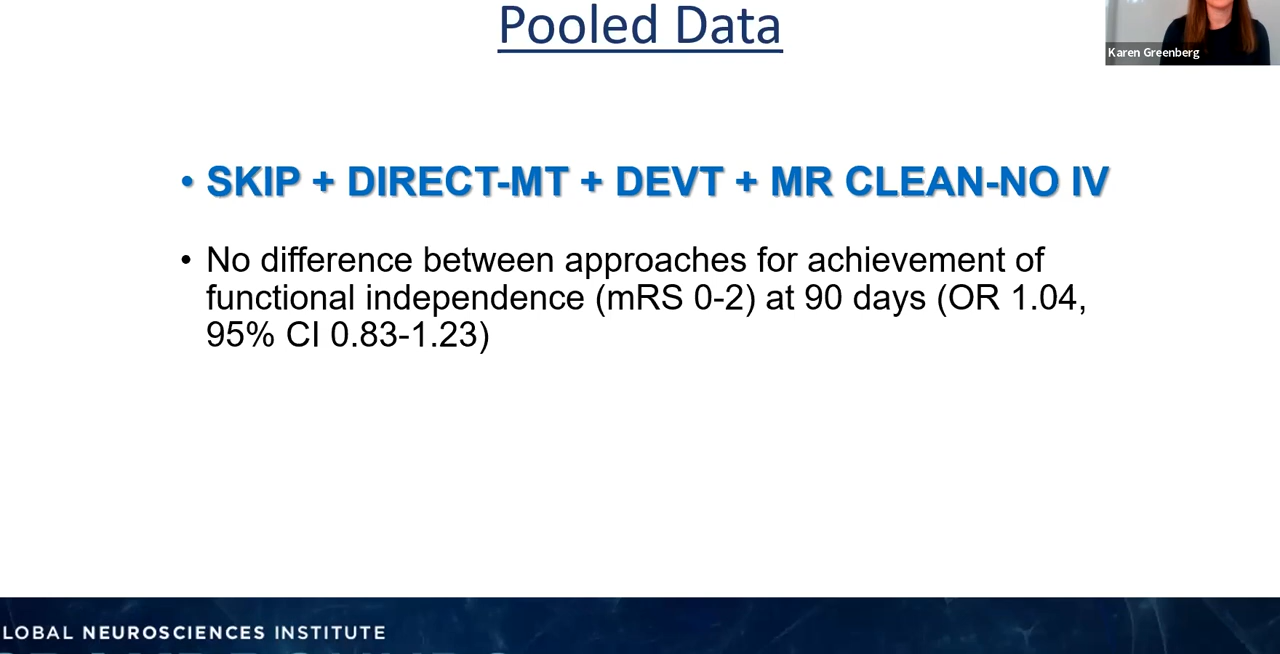 Pooled Data
Karen Greenberg
• SKIP + DIRECT-MT + DEVT + MR CLEAN-NO IV
• No difference between approaches for achievement of
functional independence (mRS 0-2) at 90 days (OR 1.04,
95% CI 0.83-1.23)
LOBAL NEUROSCIENCES INSTITUTE